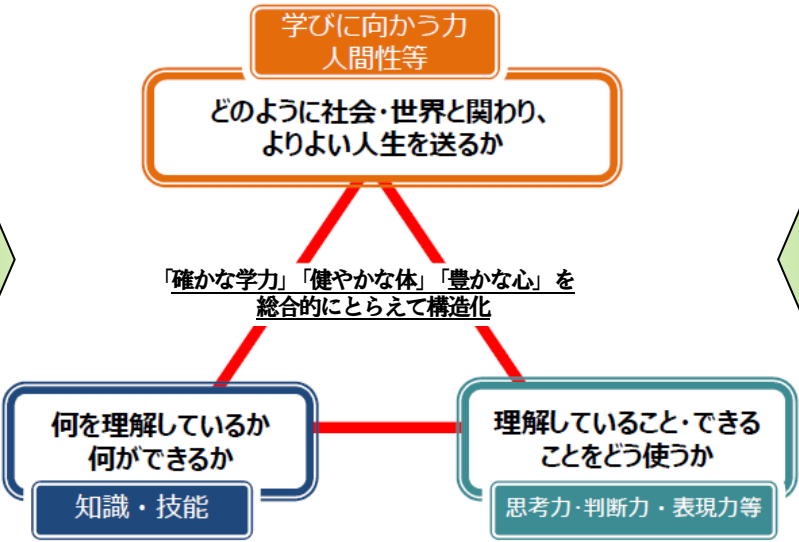 学びに向かう力
人間性等
どのように社会・世界と関わり、
よりよい人生を送るか
「確かな学力」「健やかな体」「豊かな心」を
総合的にとらえて構造化
何を理解しているか
何ができるか
知識・技能
理解していること・できる
ことをどう使うか
思考力・判断力・表現力等